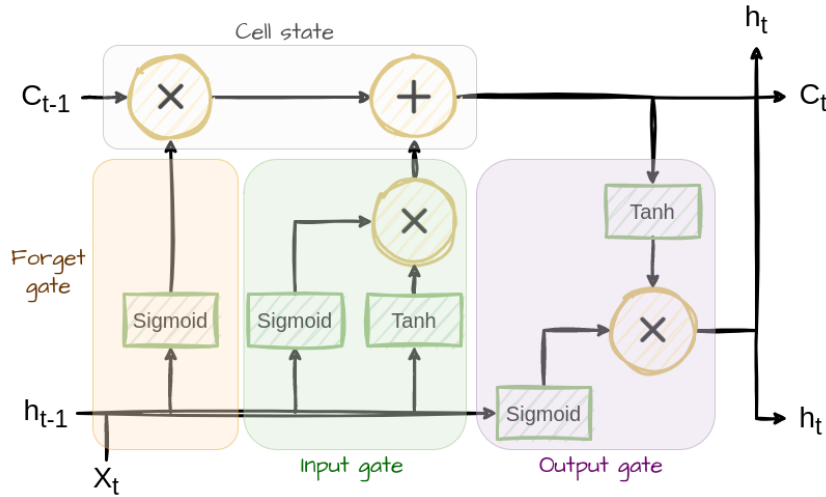 h_t
Cell state
×
+
C_t-1
C_t
×
Tanh
Forget
gate
Sigmoid
Sigmoid
Tanh
×
h_t-1
Sigmoid
h_t
Input gate
Output gate
X_t